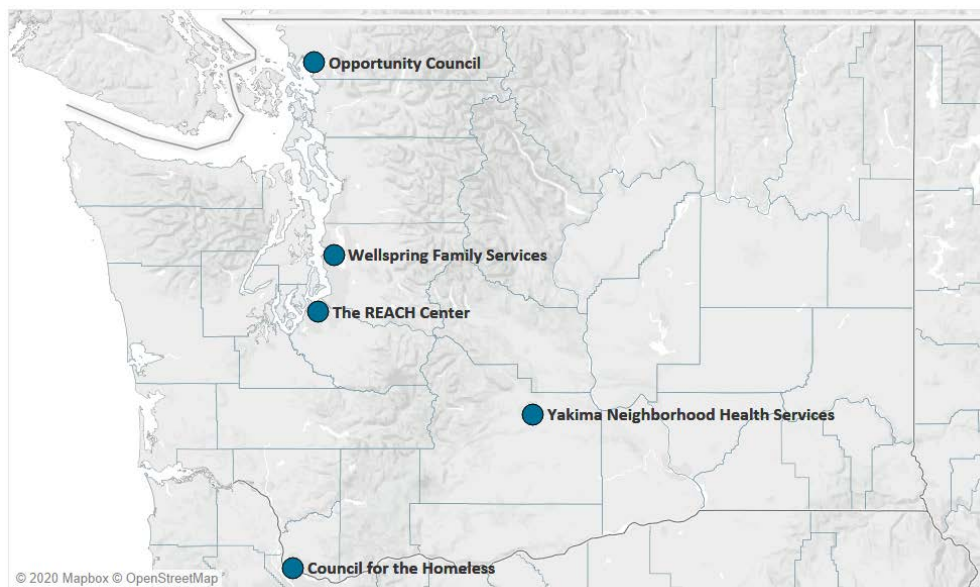 Opportunity Council
Wellspring Family Services
The REACH Center
Yakima Neighborhood Health Services
Council for the Homeless
© 2020 Mapbox © OpenStreetMap